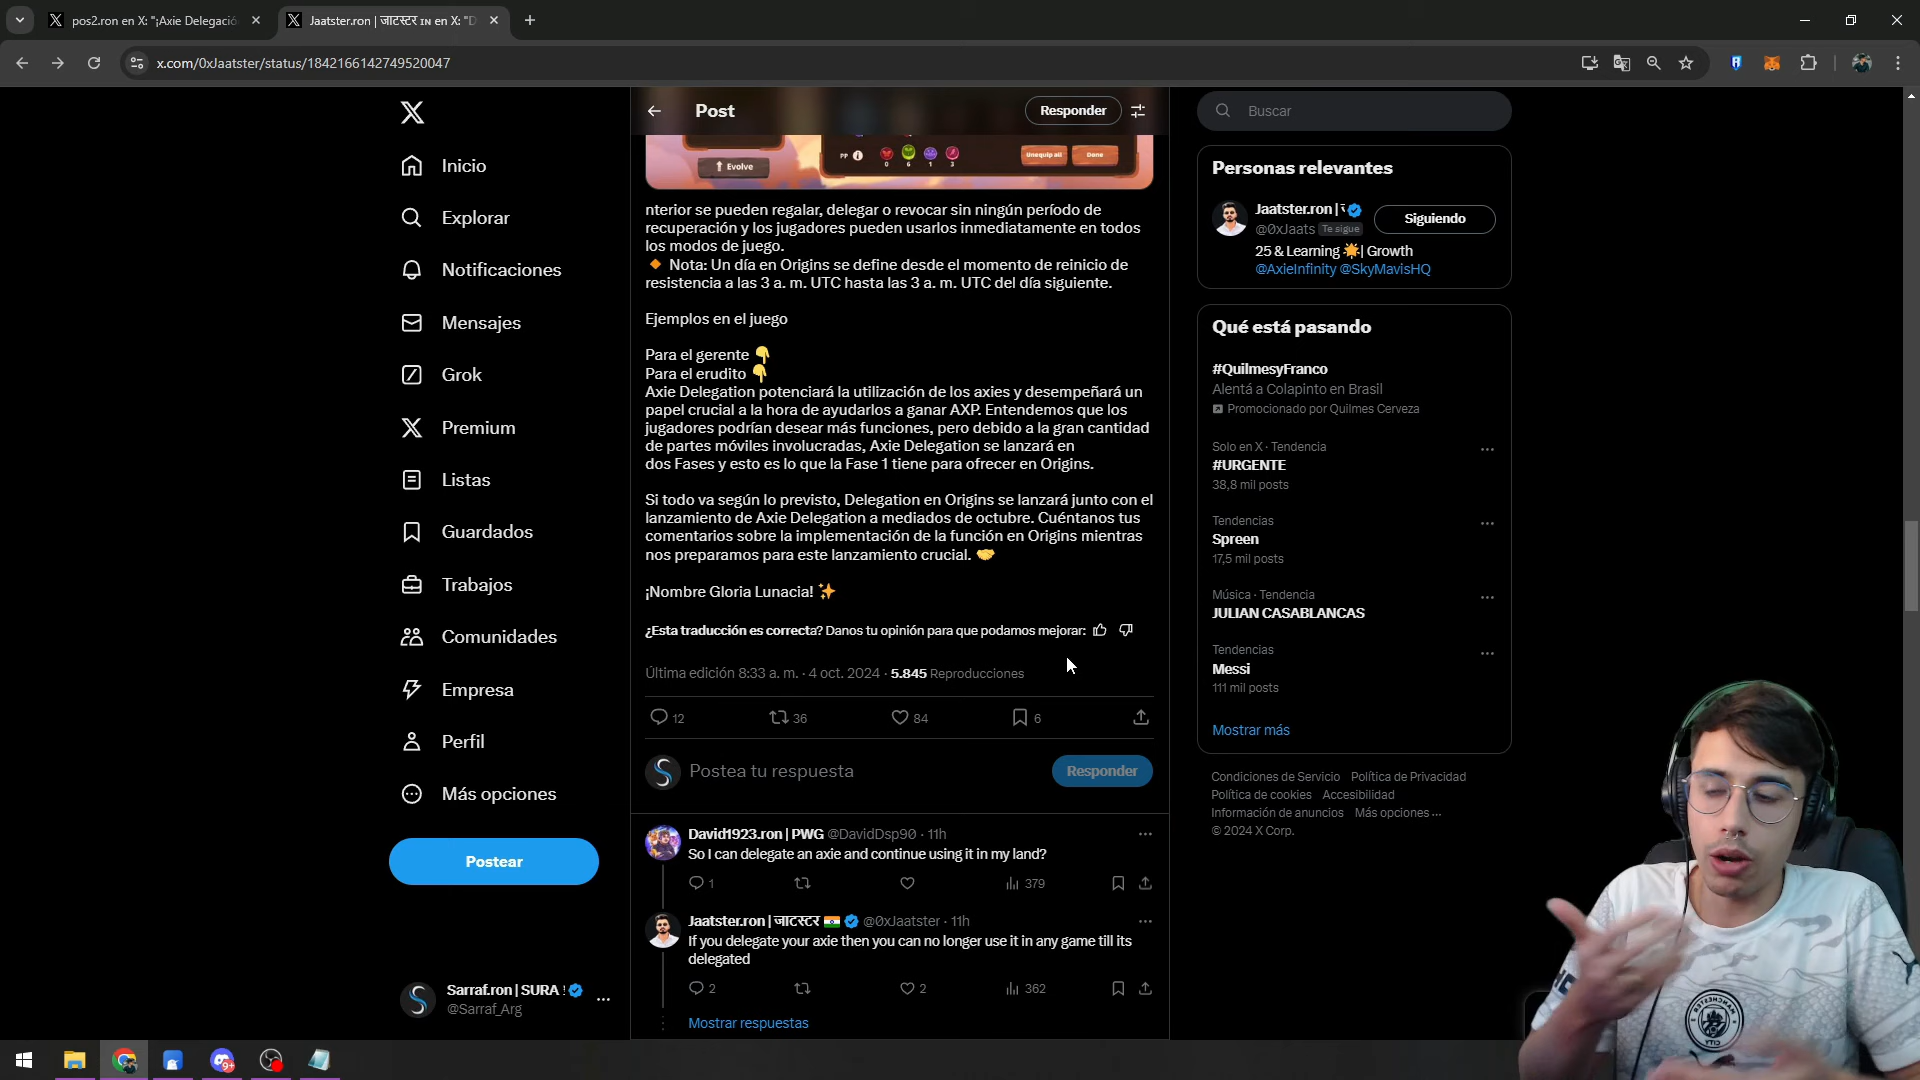 pos2.ron en X: "¡Axie Delegació
Jaatster.ron | जाटस्टर IN en X: "D
x.com/0xJaatster/status/1842166142749520047
Post
Responder
Buscar
Evolve
PP
0
6
1
3
Unequip all
Done
Inicio
Explorar
Notificaciones
Mensajes
Grok
Premium
Listas
Guardados
Trabajos
Comunidades
Empresa
Perfil
Más opciones
Postear
Sarraf.ron | SURA !
@Sarraf_Arg
nterior se pueden regalar, delegar o revocar sin ningún período de
recuperación y los jugadores pueden usarlos inmediatamente en todos
los modos de juego.
🔸 Nota: Un día en Origins se define desde el momento de reinicio de
resistencia a las 3 a. m. UTC hasta las 3 a. m. UTC del día siguiente.
Ejemplos en el juego
Para el gerente 👇
Para el erudito 👇
Axie Delegation potenciará la utilización de los axies y desempeñará un
papel crucial a la hora de ayudarlos a ganar AXP. Entendemos que los
jugadores podrían desear más funciones, pero debido a la gran cantidad
de partes móviles involucradas, Axie Delegation se lanzará en
dos Fases y esto es lo que la Fase 1 tiene para ofrecer en Origins.
Si todo va según lo previsto, Delegation en Origins se lanzará junto con el
lanzamiento de Axie Delegation a mediados de octubre. Cuéntanos tus
comentarios sobre la implementación de la función en Origins mientras
nos preparamos para este lanzamiento crucial. 🤝
¡Nombre Gloria Lunacia! ✨
¿Esta traducción es correcta? Danos tu opinión para que podamos mejorar:
Última edición 8:33 a. m. · 4 oct. 2024 · 5.845 Reproducciones
12
36
84
6
Postea tu respuesta
Responder
David1923.ron | PWG @DavidDsp90 · 11h
So I can delegate an axie and continue using it in my land?
1
379
Jaatster.ron | जाटस्टर 🇮🇳 @0xJaatster · 11h
If you delegate your axie then you can no longer use it in any game till its
delegated
2
2
362
Mostrar respuestas
Personas relevantes
Jaatster.ron |
@0xJaats Te sigue
Siguiendo
25 & Learning 🌟| Growth
@AxieInfinity @SkyMavisHQ
Qué está pasando
#QuilmesyFranco
Alentá a Colapinto en Brasil
Promocionado por Quilmes Cerveza
Solo en X · Tendencia
#URGENTE
38,8 mil posts
Tendencias
Spreen
17,5 mil posts
Música · Tendencia
JULIAN CASABLANCAS
Tendencias
Messi
111 mil posts
Mostrar más
Condiciones de Servicio Política de Privacidad
Política de cookies Accesibilidad
Información de anuncios Más opciones ···
© 2024 X Corp.
9+